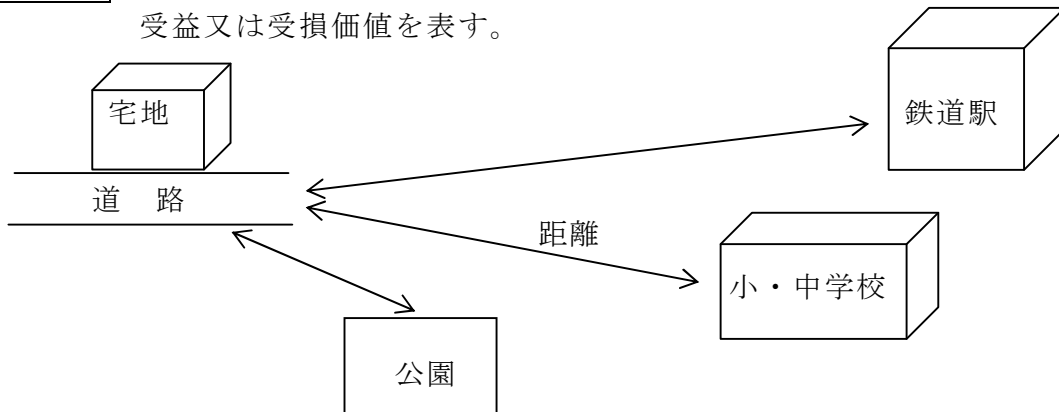 受益又は受損価値を表す。
宅地
鉄道駅
道 路
距離
小・中学校
公園